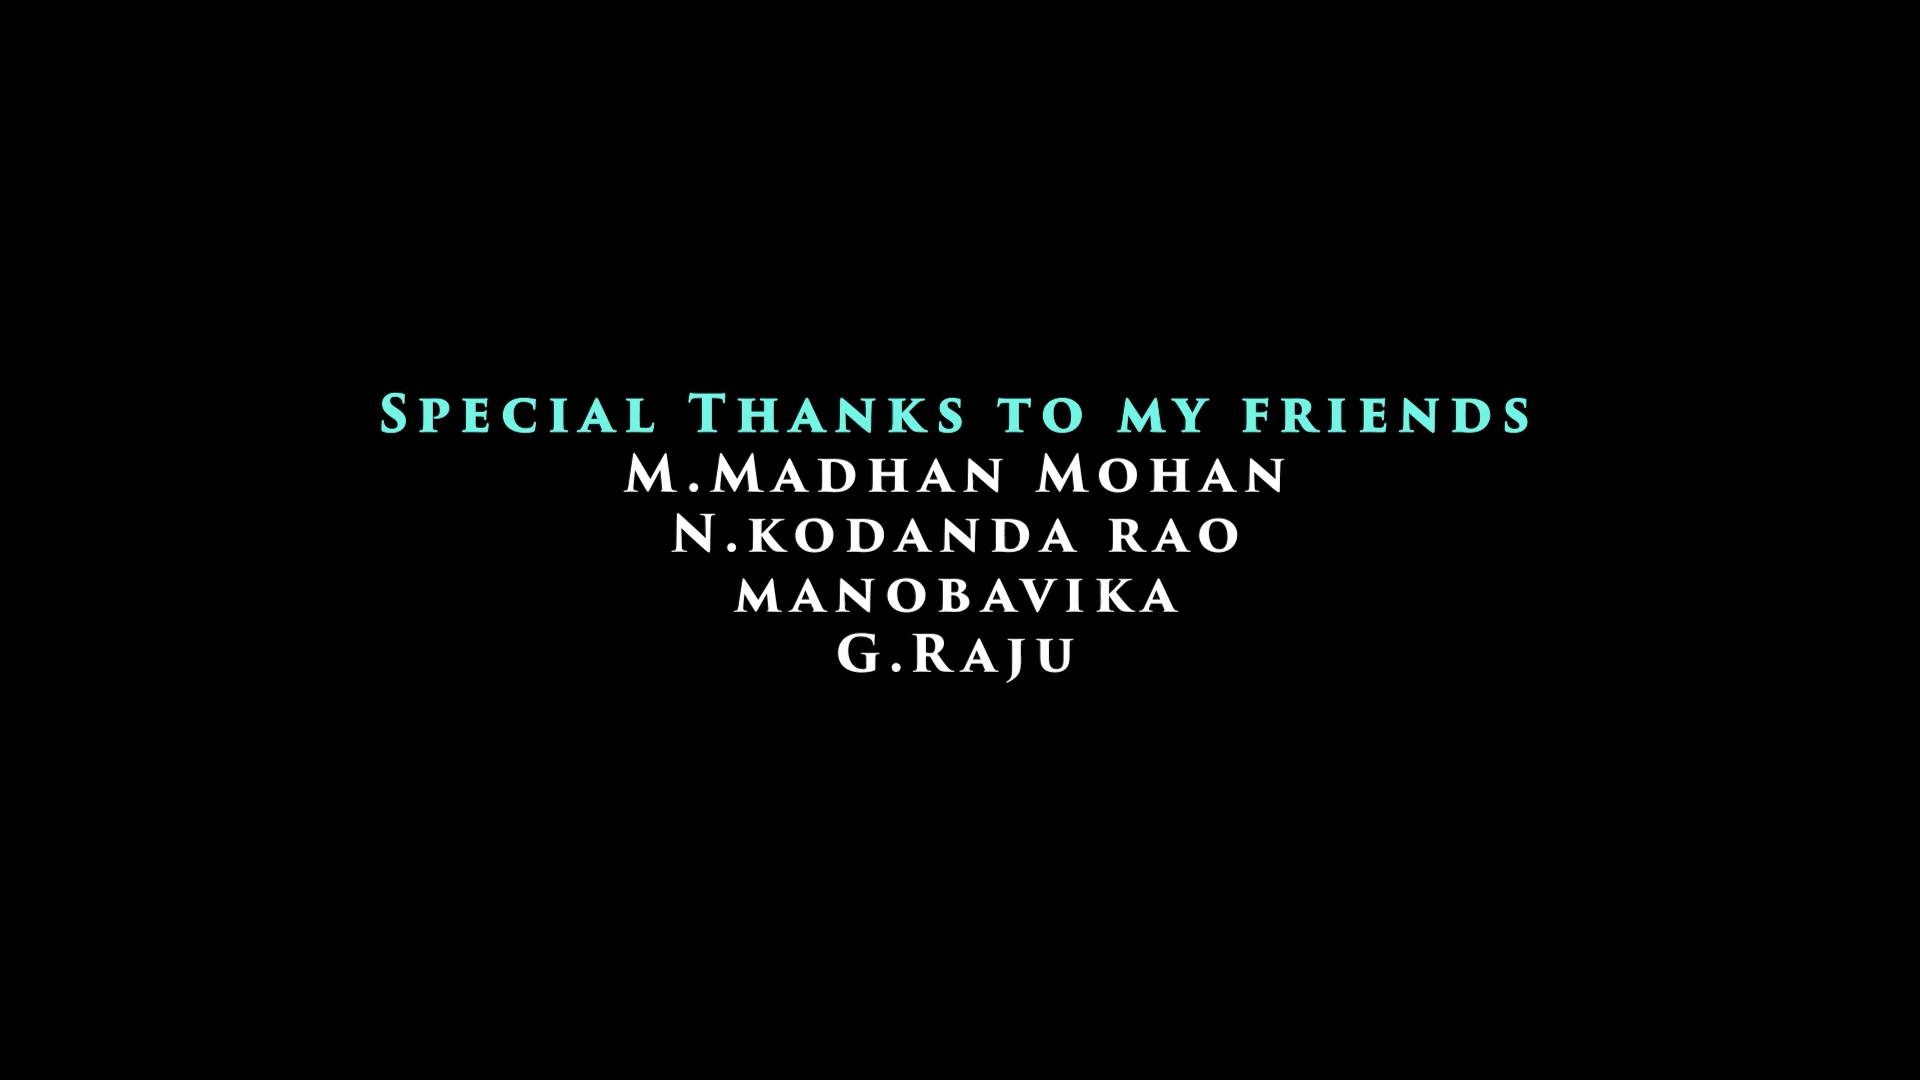 Special Thanks to my friends
M.Madhan Mohan
N.kodanda rao
manobavika
G.Raju